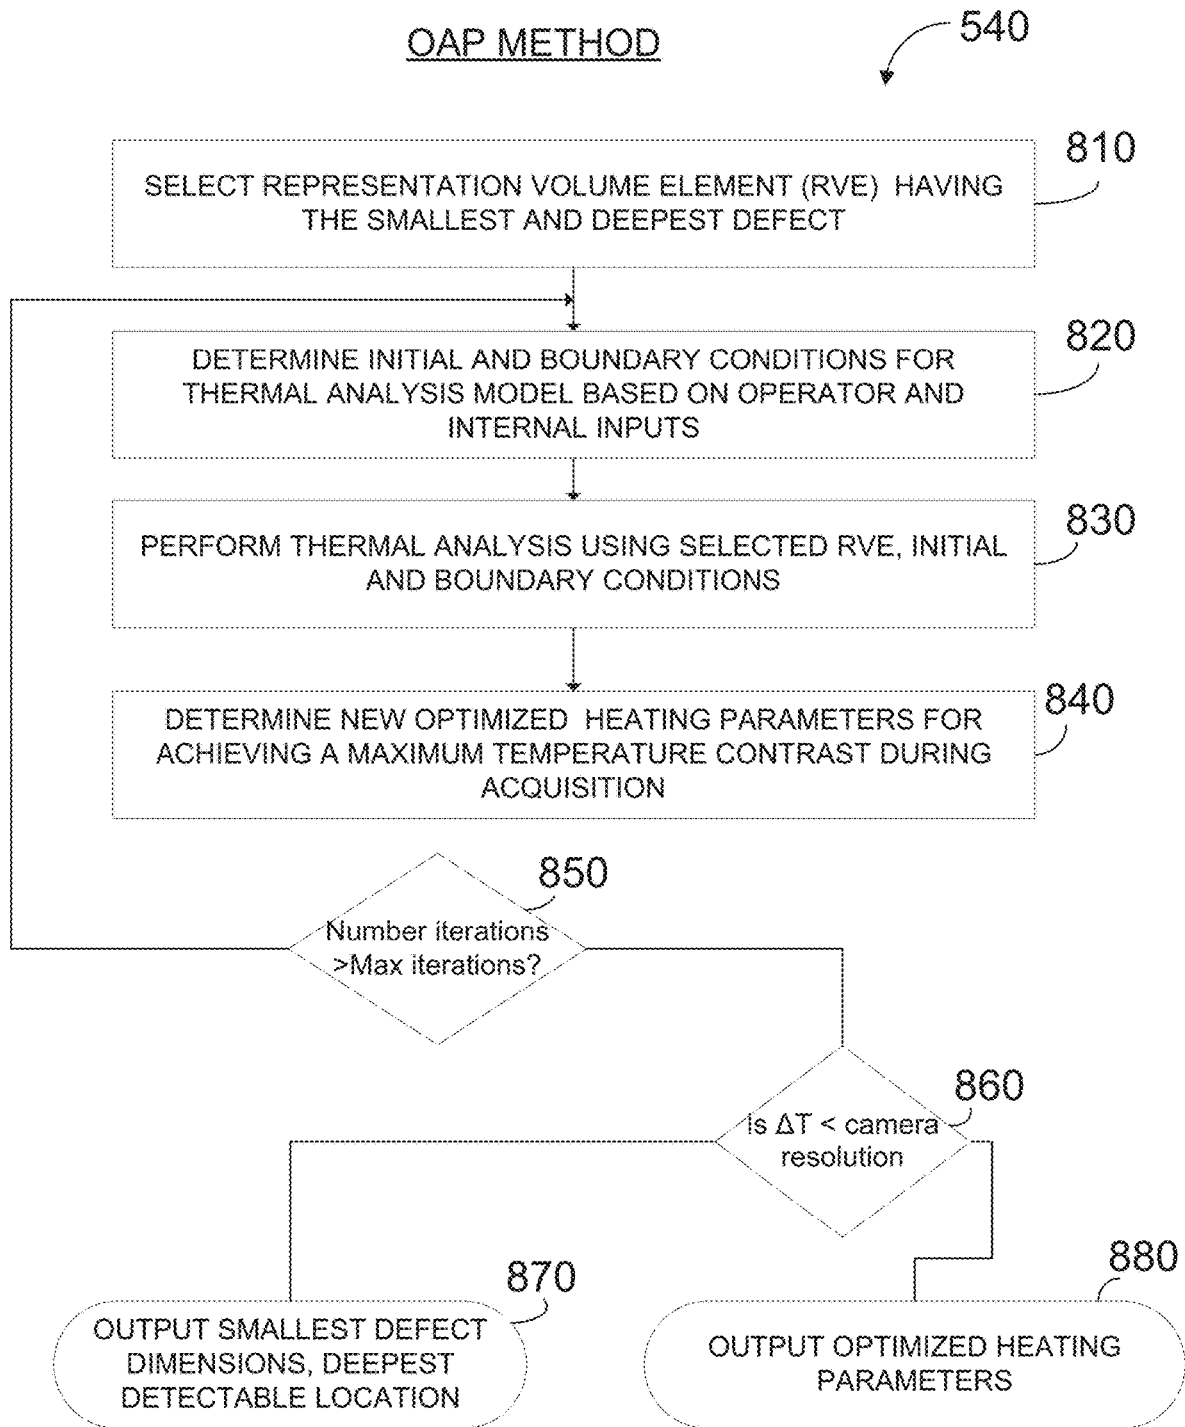 OAP METHOD
540
810
SELECT REPRESENTATION VOLUME ELEMENT (RVE) HAVING
THE SMALLEST AND DEEPEST DEFECT
820
DETERMINE INITIAL AND BOUNDARY CONDITIONS FOR
THERMAL ANALYSIS MODEL BASED ON OPERATOR AND
INTERNAL INPUTS
830
PERFORM THERMAL ANALYSIS USING SELECTED RVE, INITIAL
AND BOUNDARY CONDITIONS
840
DETERMINE NEW OPTIMIZED HEATING PARAMETERS FOR
ACHIEVING A MAXIMUM TEMPERATURE CONTRAST DURING
ACQUISITION
850
Number iterations
>Max iterations?
860
is ΔT < camera
resolution
870
OUTPUT SMALLEST DEFECT
DIMENSIONS, DEEPEST
DETECTABLE LOCATION
880
OUTPUT OPTIMIZED HEATING
PARAMETERS